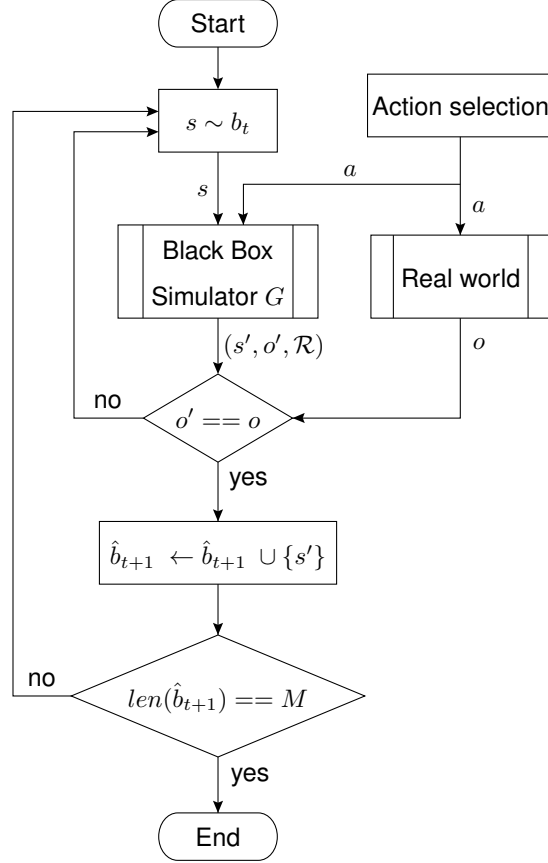 Start
s ∼ b_t
Action selection
s
a
a
Black Box
Simulator G
Real world
(s′, o′, ℛ)
o
no
o′ == o
yes
b̂_{t+1} ← b̂_{t+1} ∪ {s′}
no
len(b̂_{t+1}) == M
yes
End